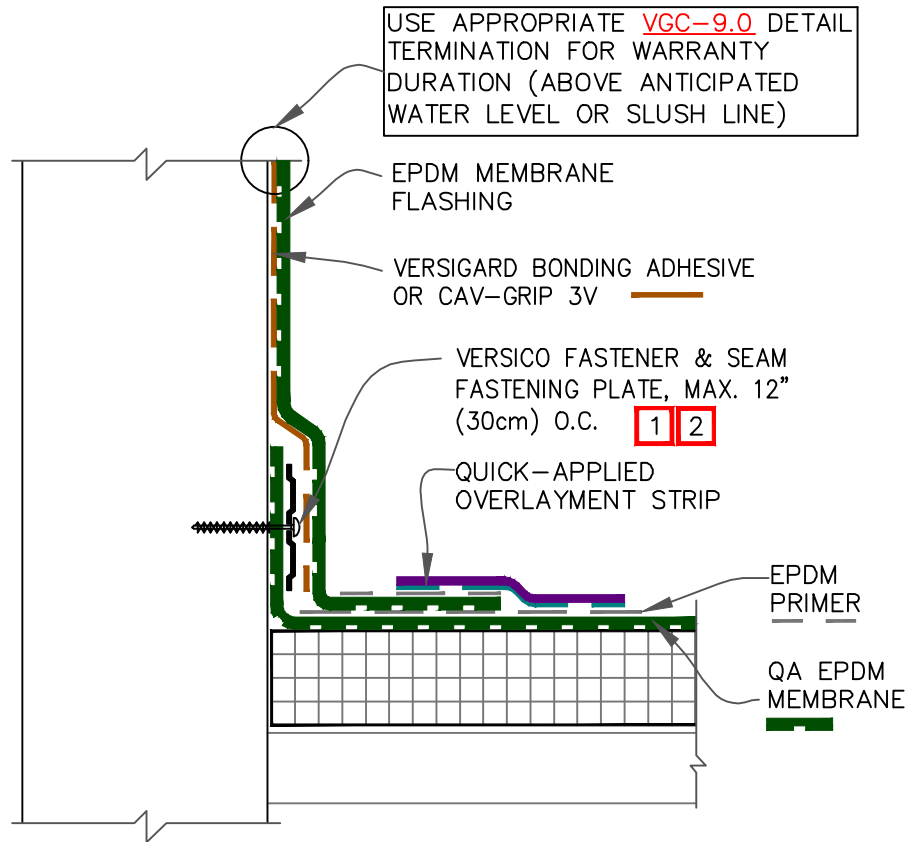 USE APPROPRIATE VGC-9.0 DETAIL
TERMINATION FOR WARRANTY
DURATION (ABOVE ANTICIPATED
WATER LEVEL OR SLUSH LINE)
EPDM MEMBRANE
FLASHING
VERSIGARD BONDING ADHESIVE
OR CAV-GRIP 3V
VERSICO FASTENER & SEAM
FASTENING PLATE, MAX. 12"
(30cm) O.C. 1 2
QUICK-APPLIED
OVERLAYMENT STRIP
EPDM
PRIMER
QA EPDM
MEMBRANE